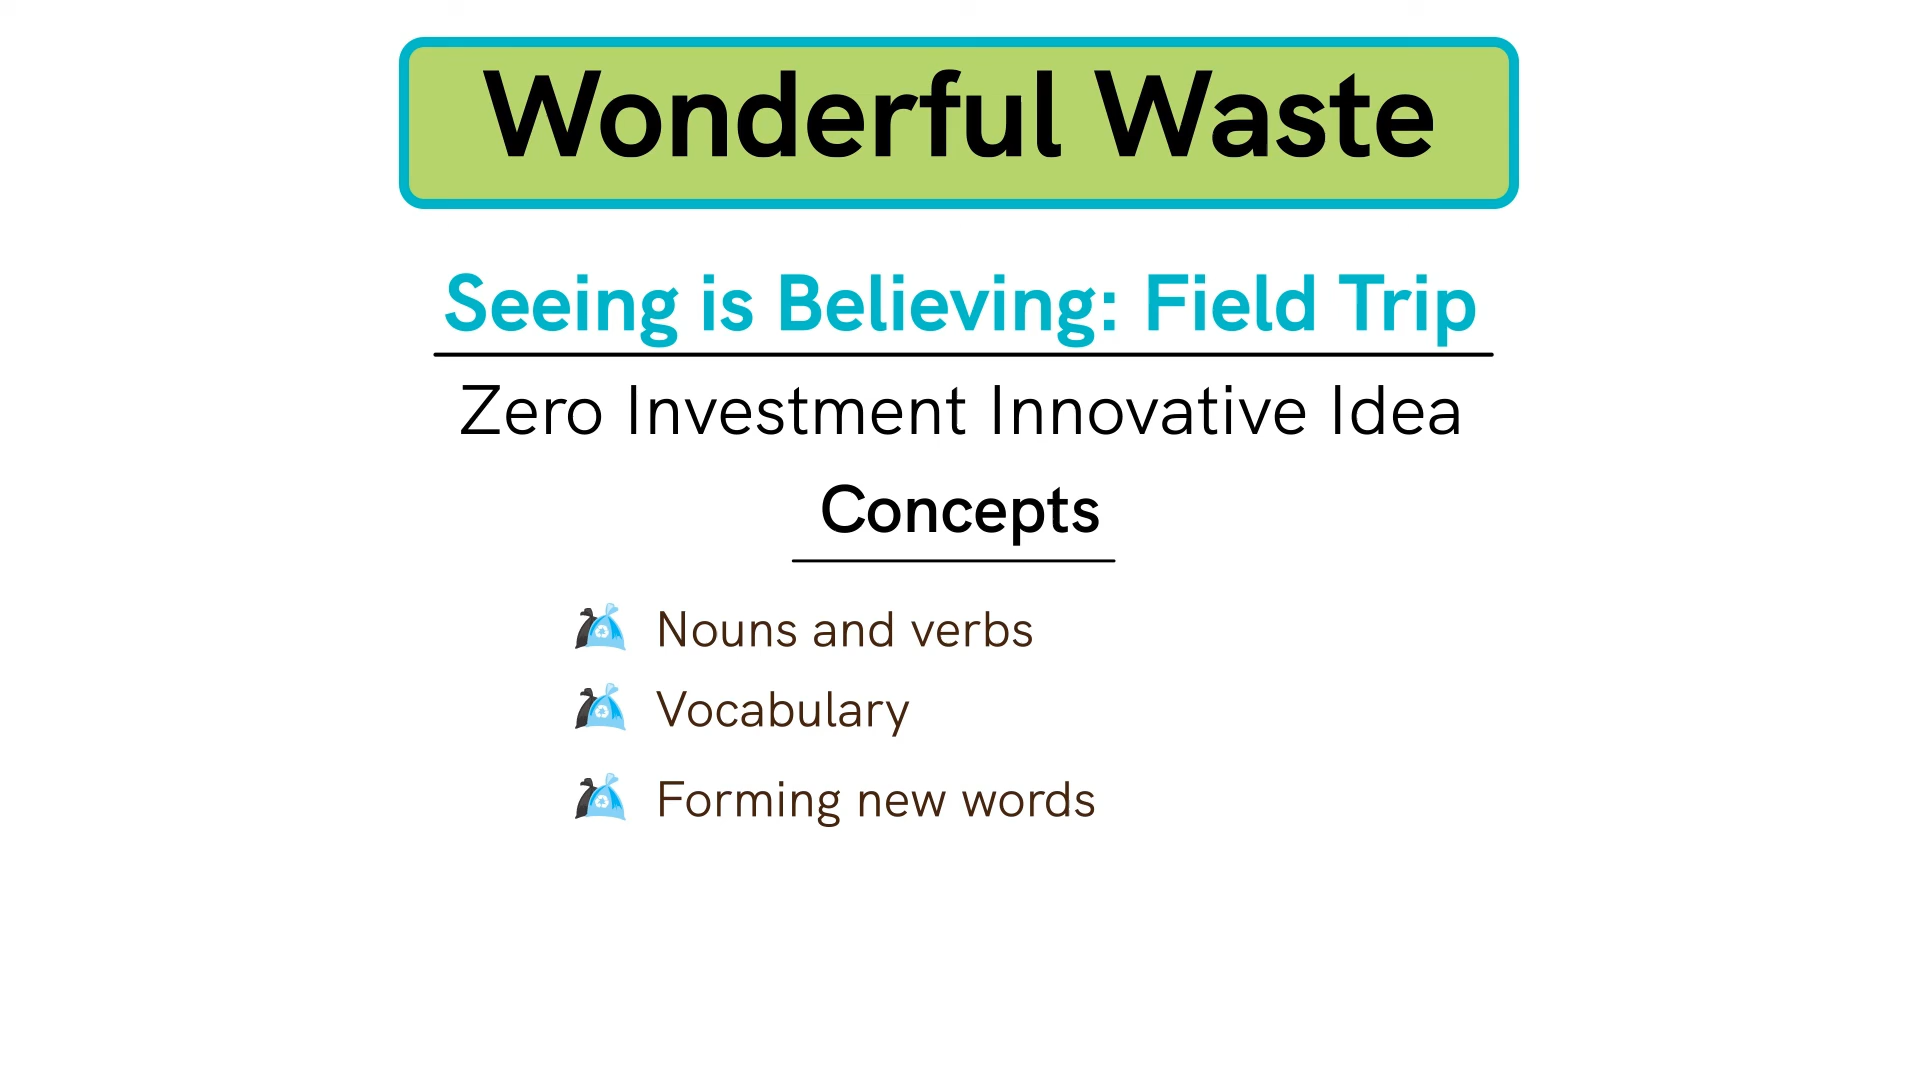 Wonderful Waste
Seeing is Believing: Field Trip
Zero Investment Innovative Idea
Concepts
Nouns and verbs
Vocabulary
Forming new words